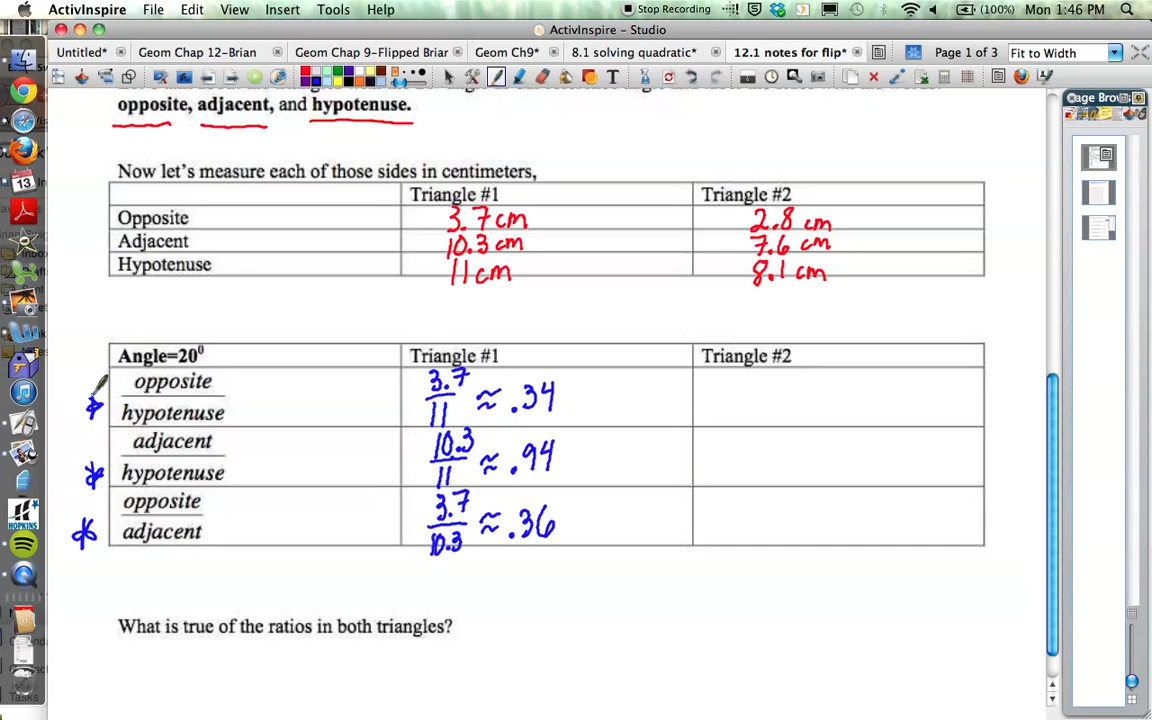 ActivInspire File Edit View Insert Tools Help Stop Recording (100%) Mon 1:46 PM
ActivInspire - Studio
Untitled* Geom Chap 12-Brian Geom Chap 9-Flipped Briar Geom Ch9* 8.1 solving quadratic* 12.1 notes for flip* Page 1 of 3 Fit to Width
Page Brow
opposite, adjacent, and hypotenuse.
Now let's measure each of those sides in centimeters,
Triangle #1 Triangle #2
Opposite 3.7 cm 2.8 cm
Adjacent 10.3 cm 7.6 cm
Hypotenuse 11 cm 8.1 cm
Angle=20⁰ Triangle #1 Triangle #2
opposite 3.7
hypotenuse 11 ≈ .34
adjacent 10.3
hypotenuse 11 ≈ .94
opposite 3.7
adjacent 10.3 ≈ .36
What is true of the ratios in both triangles?
HOPKINS
Tasks